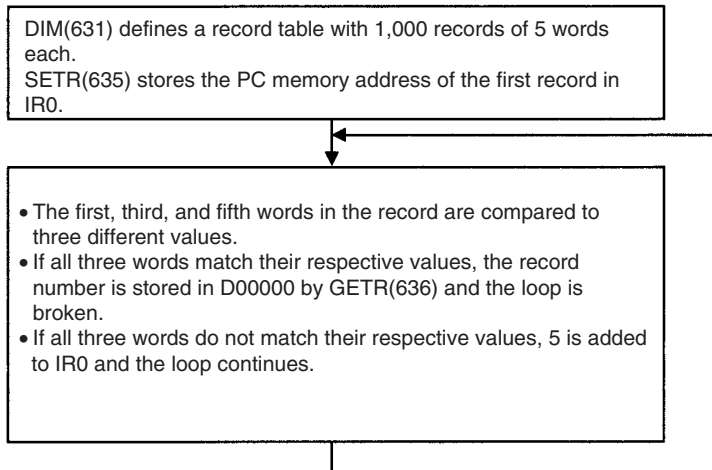 DIM(631) defines a record table with 1,000 records of 5 words
each.
SETR(635) stores the PC memory address of the first record in
IR0.
• The first, third, and fifth words in the record are compared to
three different values.
• If all three words match their respective values, the record
number is stored in D00000 by GETR(636) and the loop is
broken.
• If all three words do not match their respective values, 5 is added
to IR0 and the loop continues.